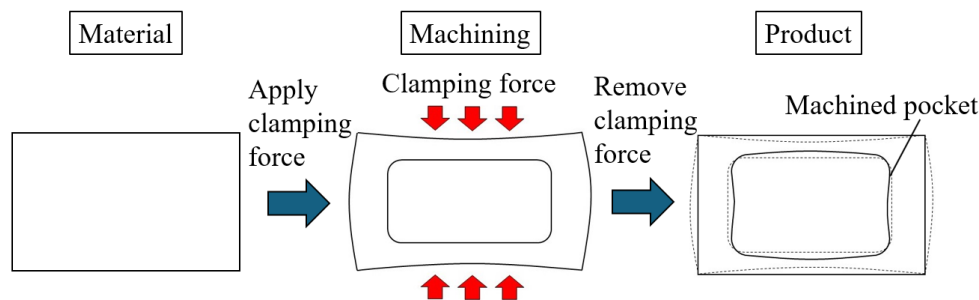 Material
Machining
Product
Apply
clamping
force
Clamping force
Remove
clamping
force
Machined pocket